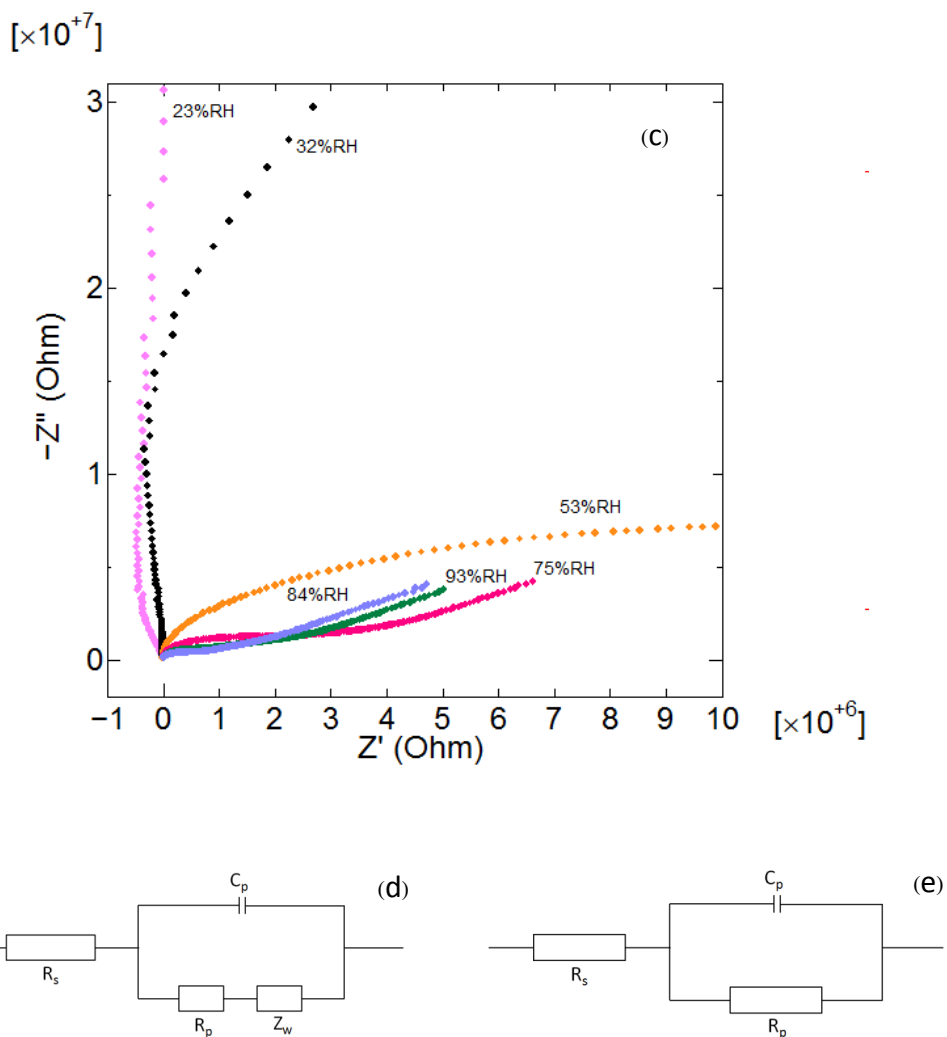 [×10⁺⁷]
3
2
1
0
−Z'' (Ohm)
23%RH
32%RH
(c)
53%RH
84%RH
93%RH
75%RH
−1 0 1 2 3 4 5 6 7 8 9 10
Z' (Ohm)
[×10⁺⁶]
Cₚ
(d)
Rₛ
Rₚ
Z_w
Cₚ
(e)
Rₛ
Rₚ